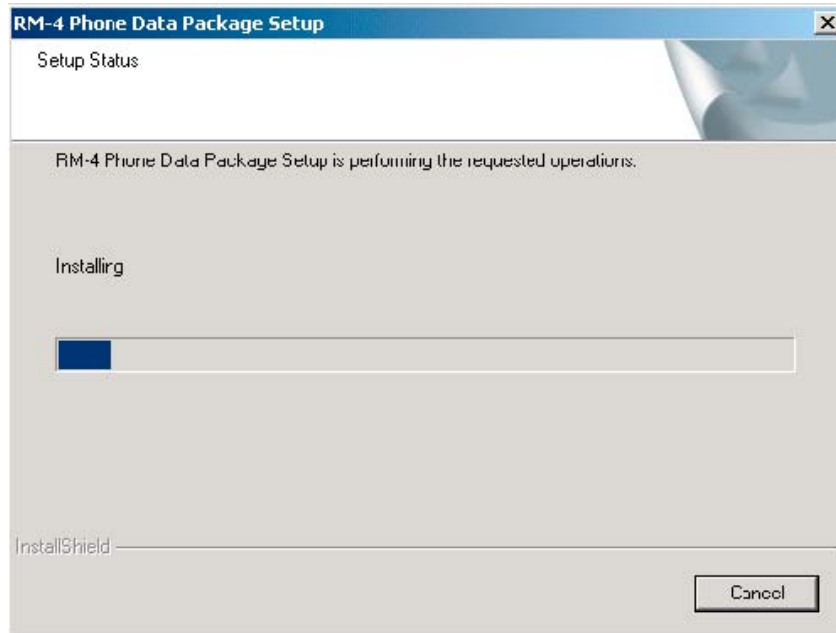 RM-4 Phone Data Package Setup
Setup Status
RM-4 Phone Data Package Setup is performing the requested operations.
Installing
InstallShield
Cancel